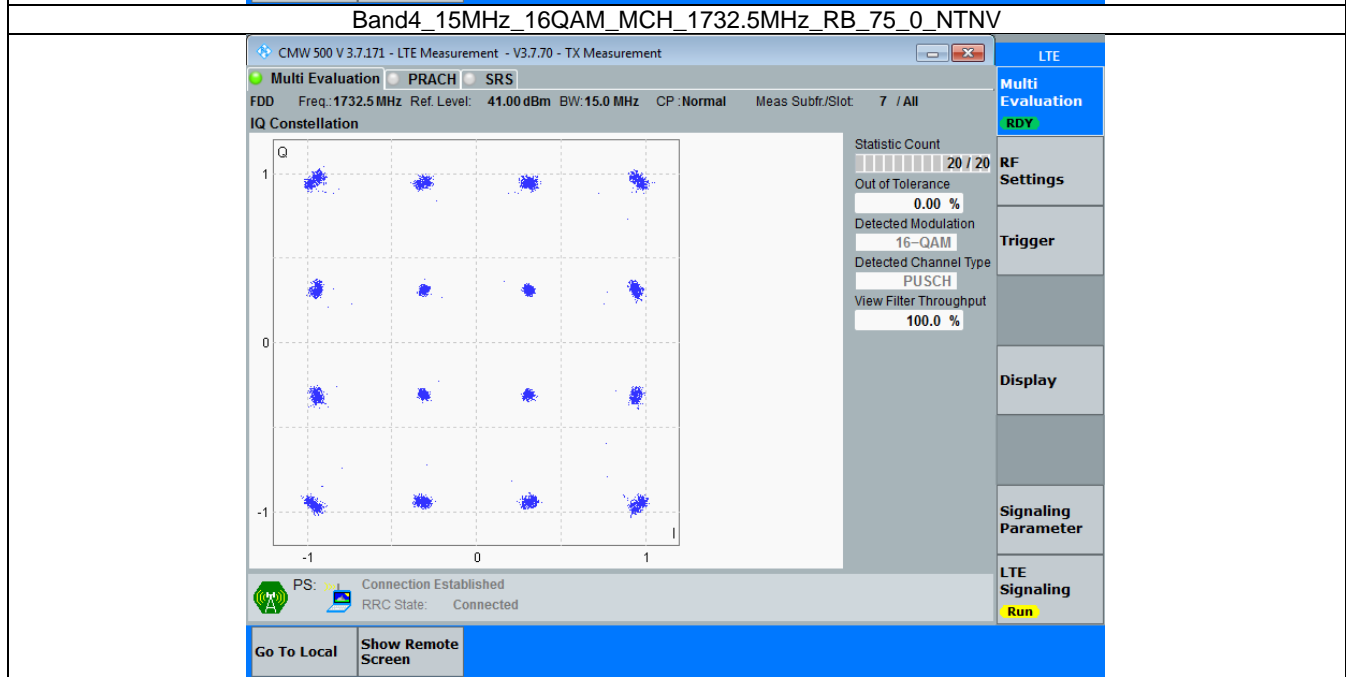 Band4_15MHz_16QAM_MCH_1732.5MHz_RB_75_0_NTNV
CMW 500 V 3.7.171 - LTE Measurement - V3.7.70 - TX Measurement
LTE
Multi Evaluation PRACH SRS
Multi
Evaluation
RDY
FDD Freq.:1732.5 MHz Ref. Level: 41.00 dBm BW:15.0 MHz CP :Normal Meas Subfr./Slot: 7 / All
IQ Constellation
Q
1
0
-1
-1 0 1
I
Statistic Count
20 / 20
Out of Tolerance
0.00 %
Detected Modulation
16-QAM
Detected Channel Type
PUSCH
View Filter Throughput
100.0 %
RF
Settings
Trigger
Display
Signaling
Parameter
LTE
Signaling
Run
PS: Connection Established
RRC State: Connected
Go To Local
Show Remote
Screen